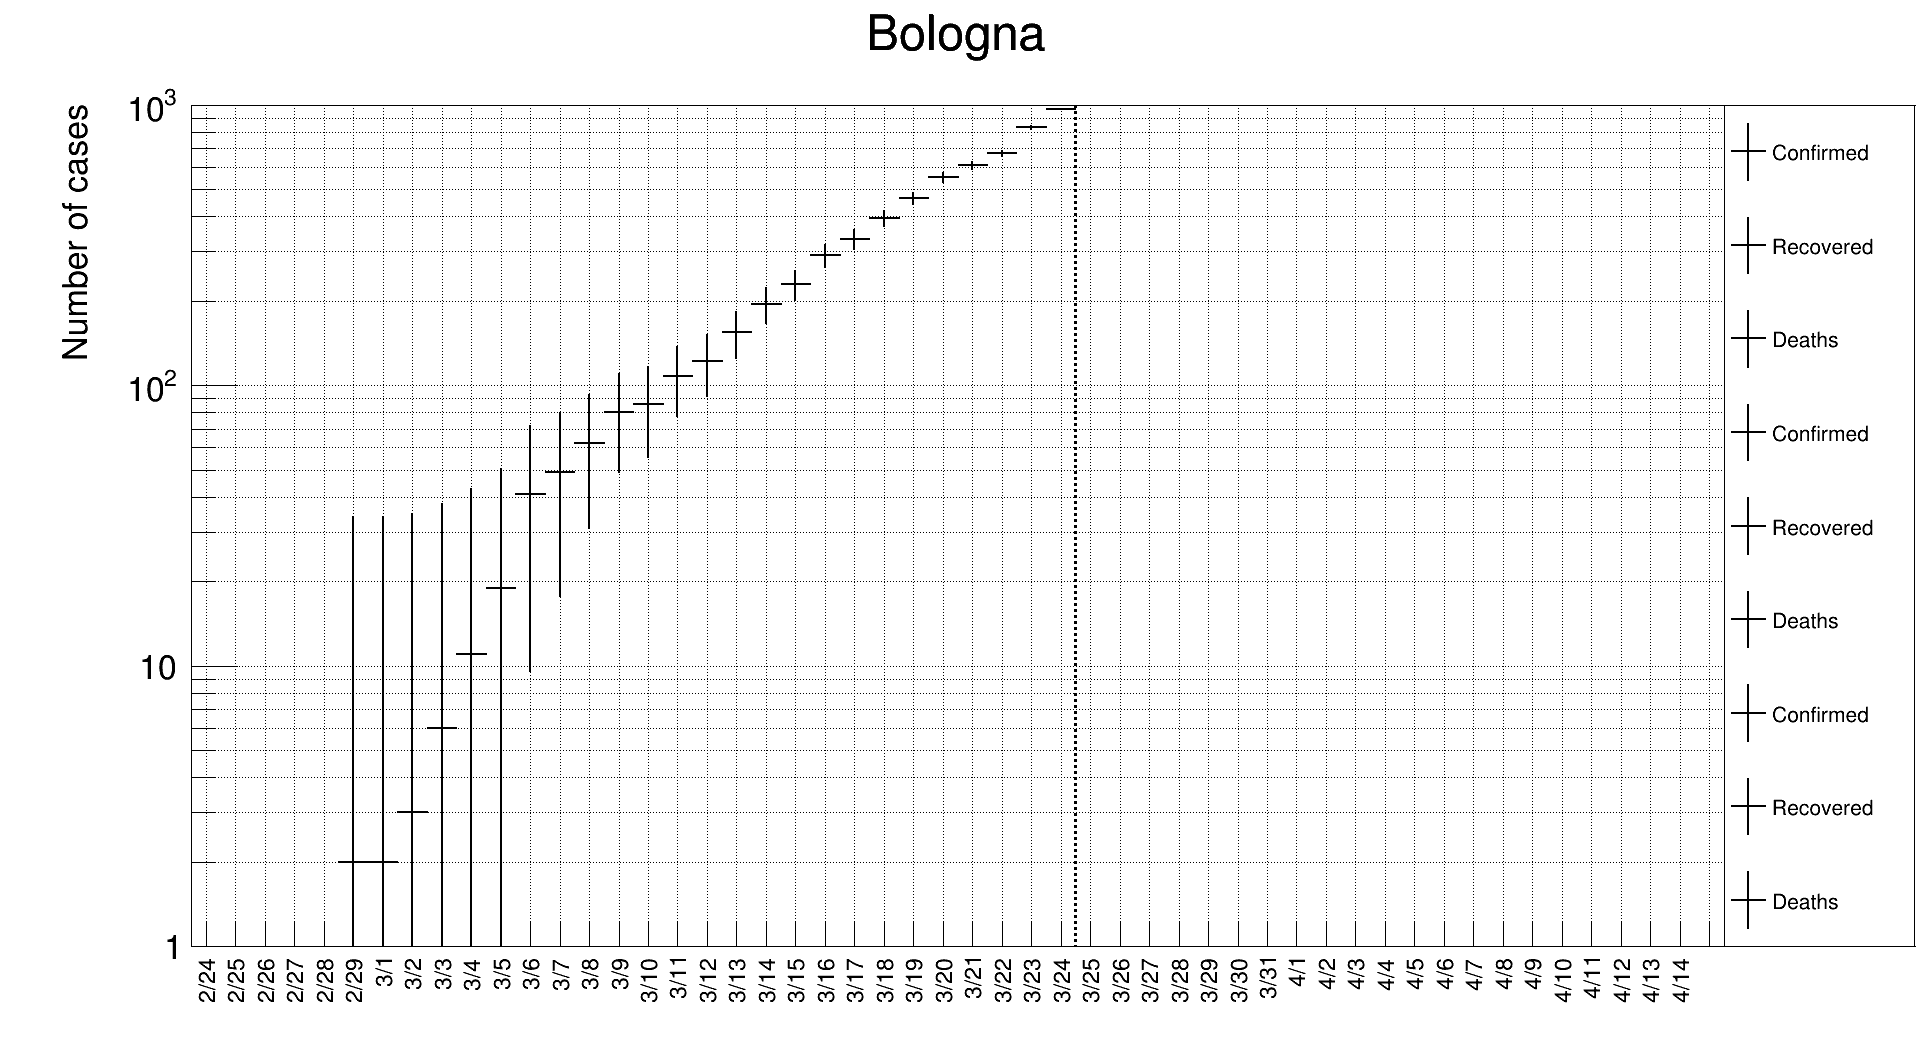 Bologna
Number of cases
10³
10²
10
1
2/24 2/25 2/26 2/27 2/28 2/29 3/1 3/2 3/3 3/4 3/5 3/6 3/7 3/8 3/9 3/10 3/11 3/12 3/13 3/14 3/15 3/16 3/17 3/18 3/19 3/20 3/21 3/22 3/23 3/24 3/25 3/26 3/27 3/28 3/29 3/30 3/31 4/1 4/2 4/3 4/4 4/5 4/6 4/7 4/8 4/9 4/10 4/11 4/12 4/13 4/14
Confirmed
Recovered
Deaths
Confirmed
Recovered
Deaths
Confirmed
Recovered
Deaths